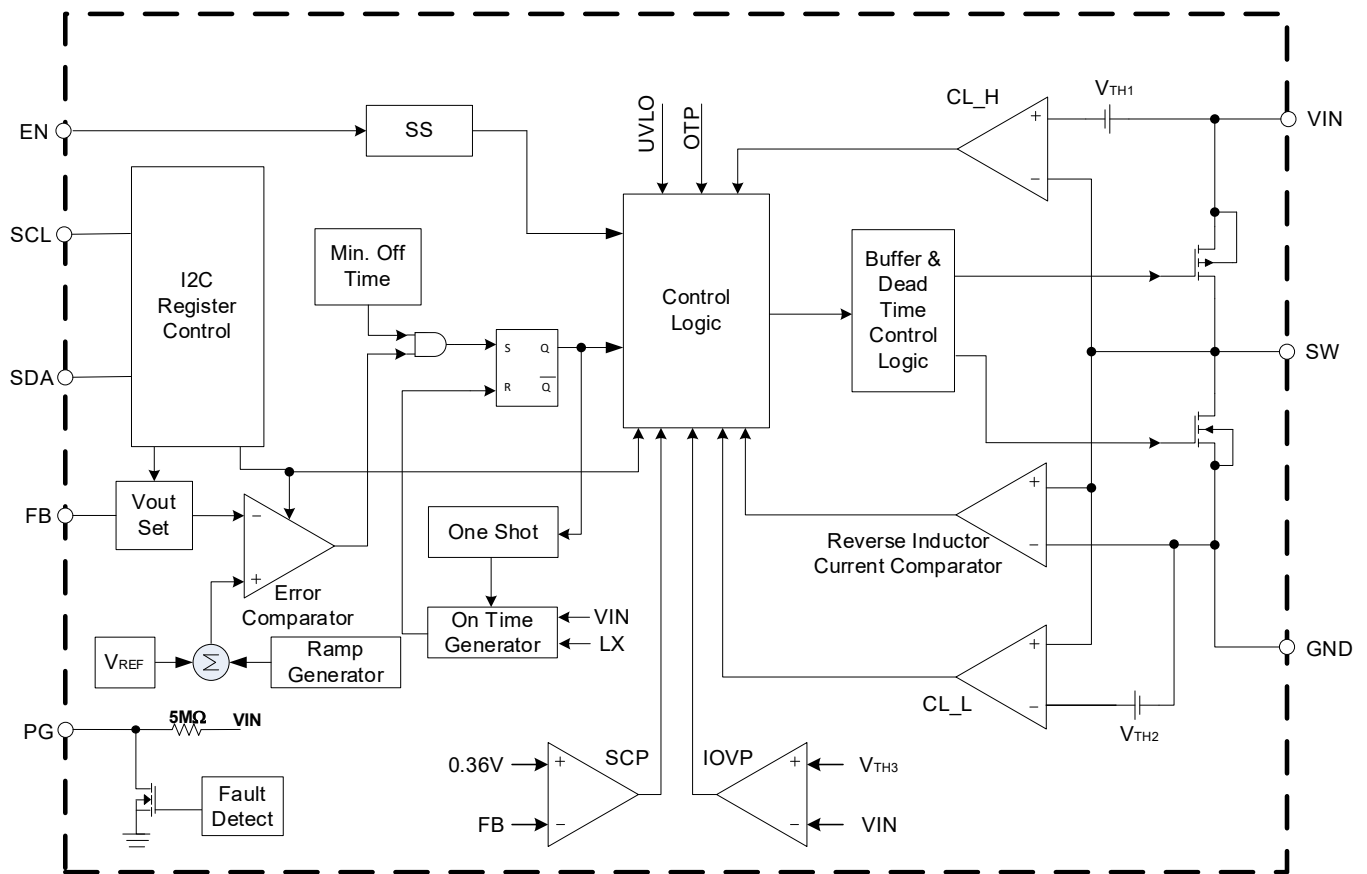 EN
SS
UVLO
OTP
CL_H
VTH1
+
−
VIN
SCL
I2C
Register
Control
SDA
Min. Off
Time
S
Q
R
Q
Control
Logic
Buffer &
Dead
Time
Control
Logic
SW
FB
Vout
Set
−
+
Error
Comparator
One Shot
On Time
Generator
VIN
LX
+
−
Reverse Inductor
Current Comparator
VREF
Σ
Ramp
Generator
+
−
CL_L
VTH2
GND
PG
5MΩ
VIN
Fault
Detect
0.36V
FB
+
−
SCP
IOVP
+
−
VTH3
VIN